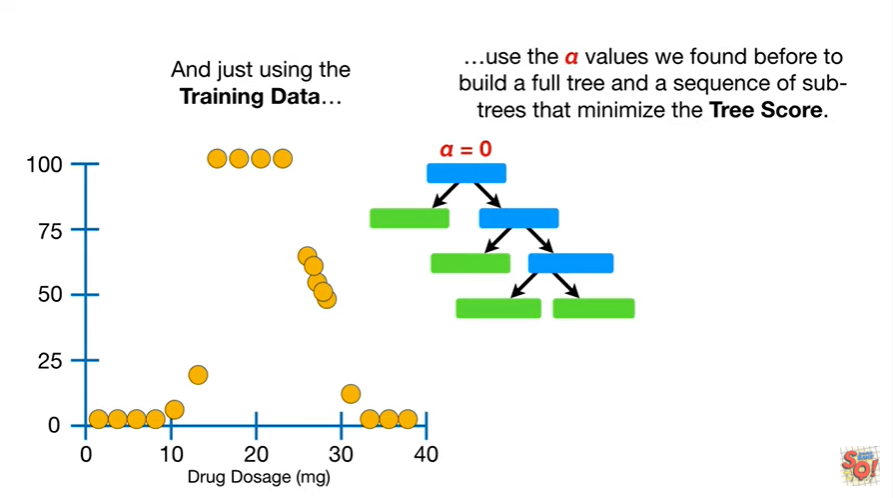 And just using the
Training Data…
…use the a values we found before to
build a full tree and a sequence of sub-
trees that minimize the Tree Score.
a = 0
100
75
50
25
0
0 10 20 30 40
Drug Dosage (mg)
SQ!